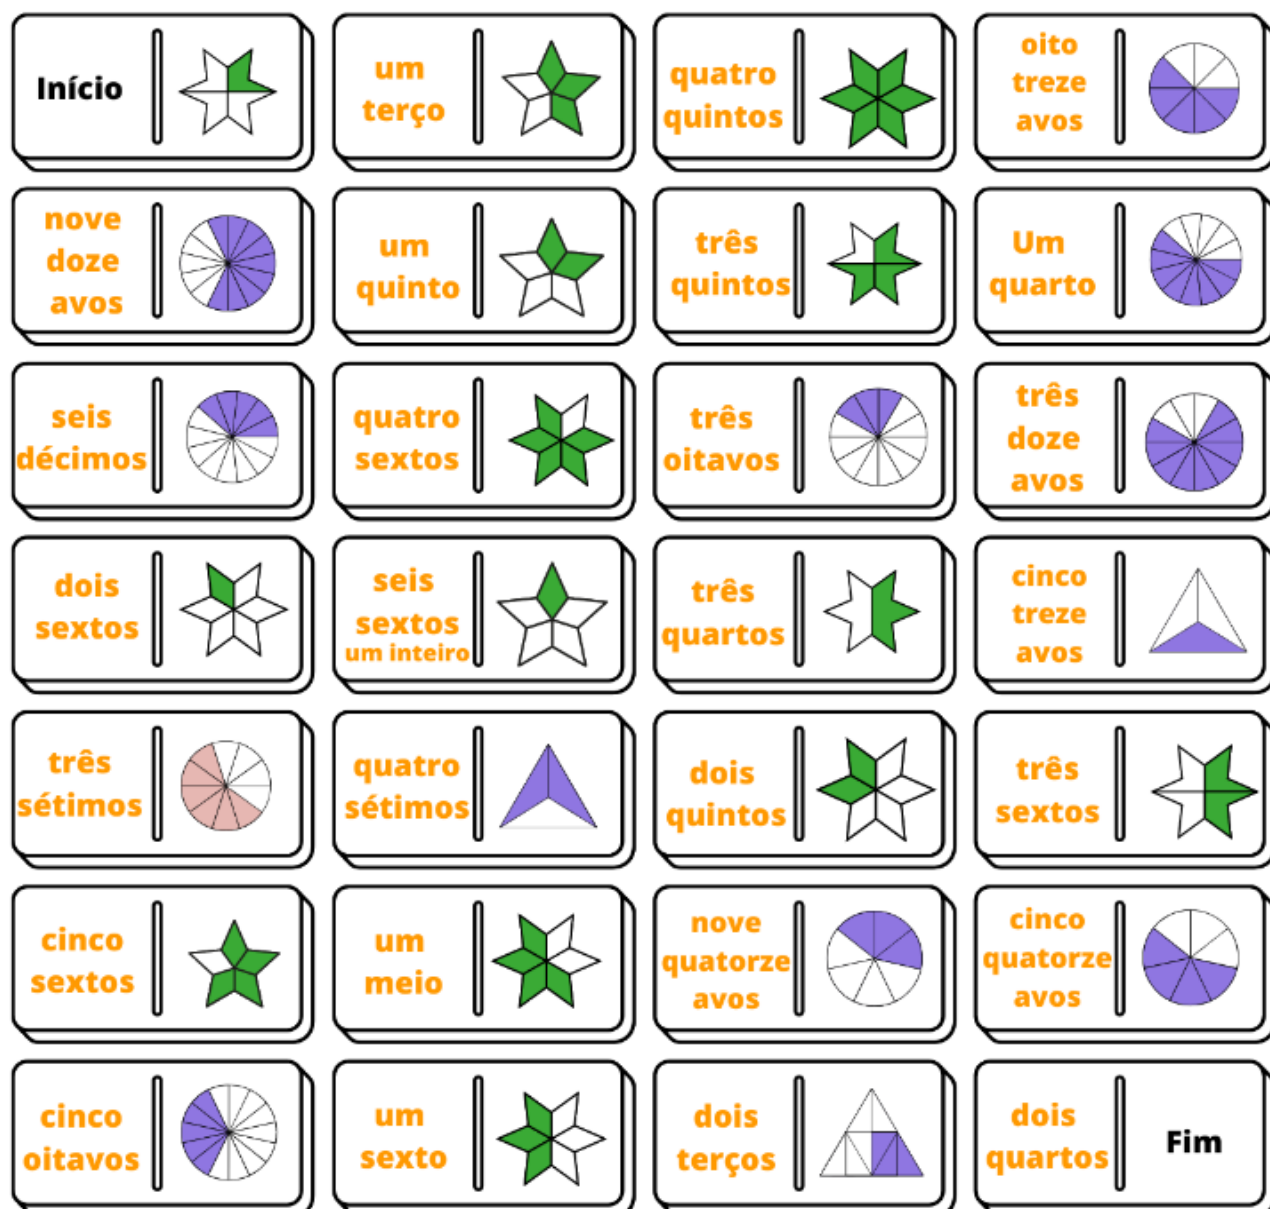 Início
um
terço
quatro
quintos
oito
treze
avos
nove
doze
avos
um
quinto
três
quintos
Um
quarto
seis
décimos
quatro
sextos
três
oitavos
três
doze
avos
dois
sextos
seis
sextos
um inteiro
três
quartos
cinco
treze
avos
três
sétimos
quatro
sétimos
dois
quintos
três
sextos
cinco
sextos
um
meio
nove
quatorze
avos
cinco
quatorze
avos
cinco
oitavos
um
sexto
dois
terços
dois
quartos
Fim